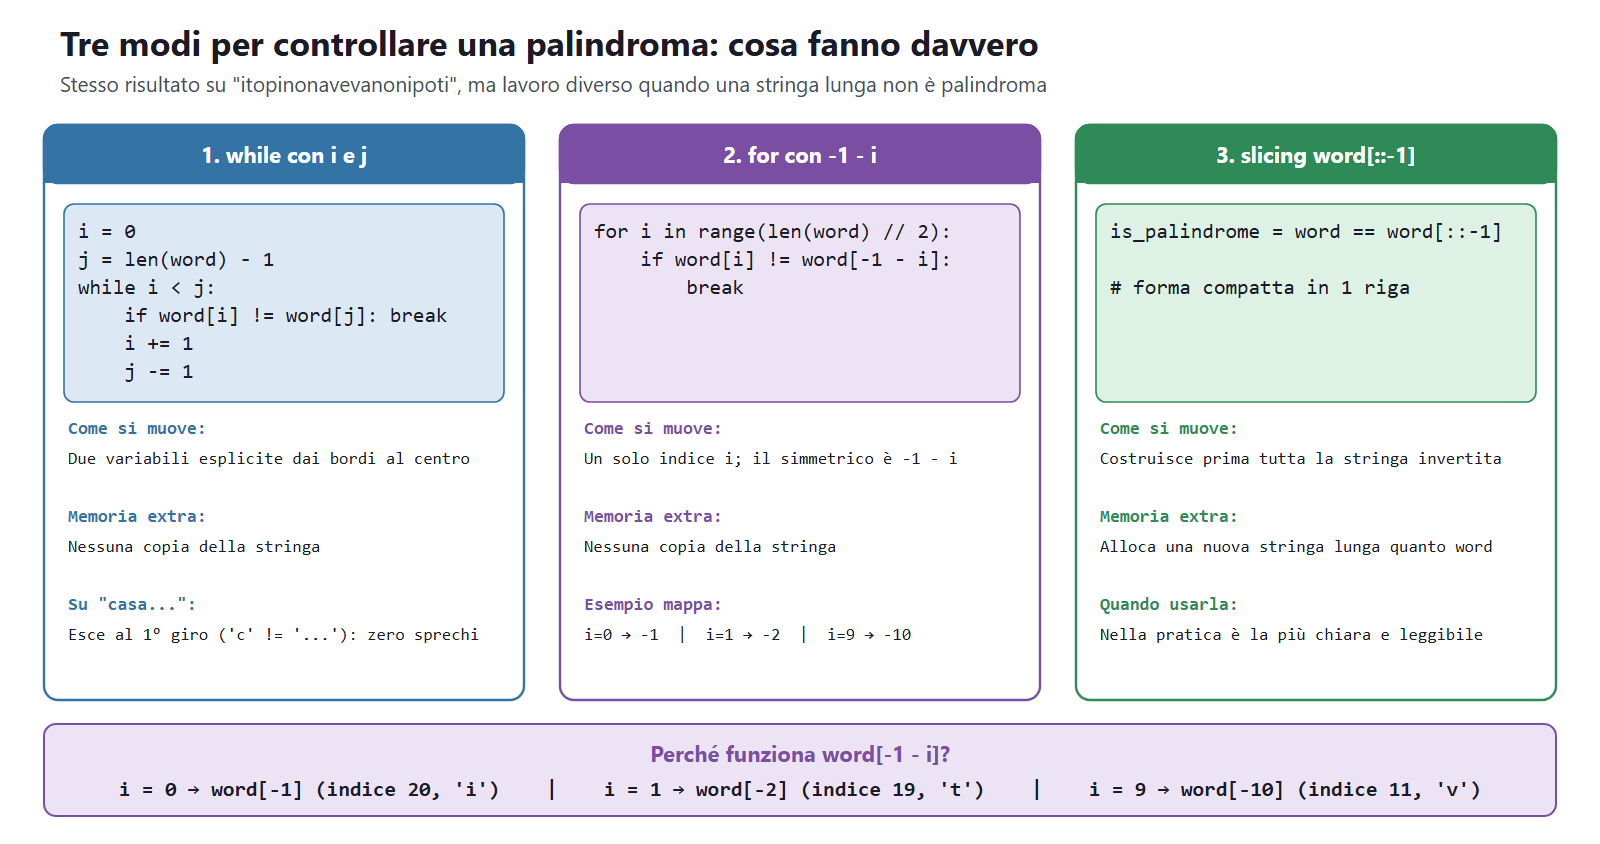 Tre modi per controllare una palindroma: cosa fanno davvero
Stesso risultato su "itopinonavevanonipoti", ma lavoro diverso quando una stringa lunga non è palindroma
1. while con i e j
i = 0
j = len(word) - 1
while i < j:
    if word[i] != word[j]: break
    i += 1
    j -= 1
Come si muove:
Due variabili esplicite dai bordi al centro
Memoria extra:
Nessuna copia della stringa
Su "casa...":
Esce al 1º giro ('c' != '...'): zero sprechi
2. for con -1 - i
for i in range(len(word) // 2):
    if word[i] != word[-1 - i]:
        break
Come si muove:
Un solo indice i; il simmetrico è -1 - i
Memoria extra:
Nessuna copia della stringa
Esempio mappa:
i=0 → -1 | i=1 → -2 | i=9 → -10
3. slicing word[::-1]
is_palindrome = word == word[::-1]
# forma compatta in 1 riga
Come si muove:
Costruisce prima tutta la stringa invertita
Memoria extra:
Alloca una nuova stringa lunga quanto word
Quando usarla:
Nella pratica è la più chiara e leggibile
Perché funziona word[-1 - i]?
i = 0 → word[-1] (indice 20, 'i') | i = 1 → word[-2] (indice 19, 't') | i = 9 → word[-10] (indice 11, 'v')